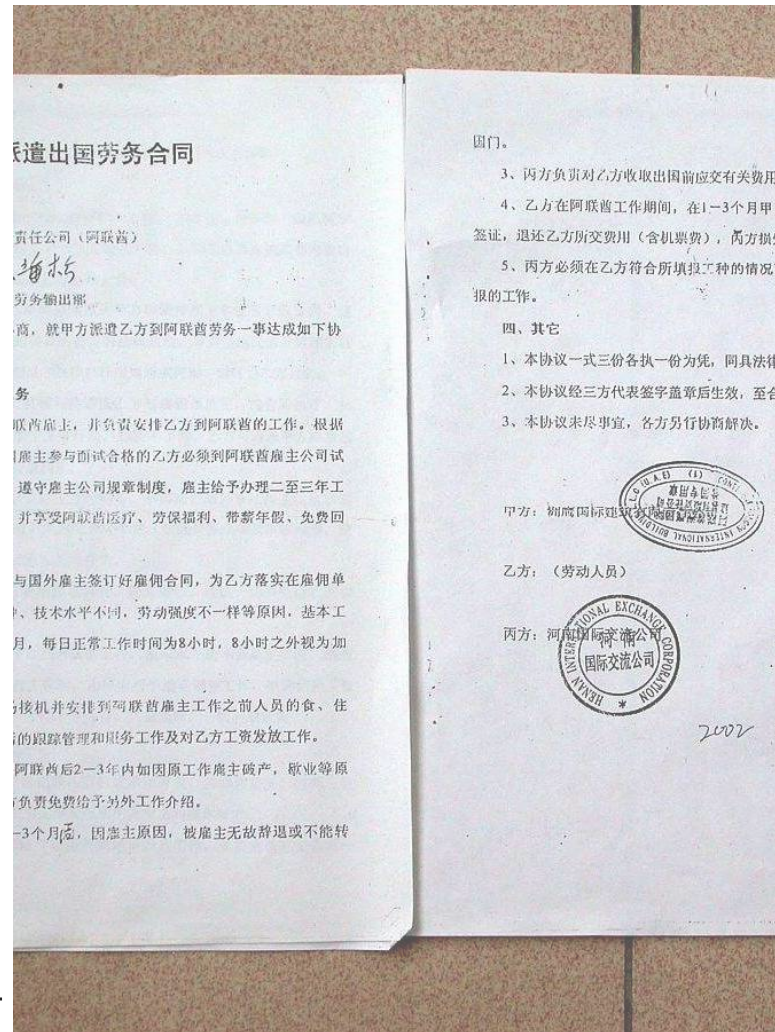 派遣出国劳务合同
责任公司（阿联酋）
劳务输出部
商，就甲方派遣乙方到阿联酋劳务一事达成如下协
务
联酋雇主，并负责安排乙方到阿联酋的工作。根据
雇主参与面试合格的乙方必须到阿联酋雇主公司试
遵守雇主公司规章制度，雇主给予办理二至三年工
并享受阿联酋医疗、劳保福利、带薪年假、免费回
与国外雇主签订好雇佣合同，为乙方落实在雇佣单
、技术水平不同，劳动强度不一样等原因，基本工
月，每日正常工作时间为8小时，8小时之外视为加
接机并安排到阿联酋雇主工作之前人员的食、住
的跟踪管理和服务工作及对乙方工资发放工作。
阿联酋后2－3年内如因原工作雇主破产，歇业等原
方负责免费给予另外工作介绍。
-3个月后，因雇主原因，被雇主无故辞退或不能转
国门。
3、丙方负责对乙方收取出国前应交有关费用
4、乙方在阿联酋工作期间，在1－3个月甲
签证，退还乙方所交费用（含机票费），丙方损
5、丙方必须在乙方符合所填报工种的情况
报的工作。
四、其它
1、本协议一式三份各执一份为凭，同具法律
2、本协议经三方代表签字盖章后生效，至合
3、本协议未尽事宜，各方另行协商解决。
甲方：国际建筑
乙方：（劳动人员）
丙方：河南国际交流公司
HENAN INTERNATIONAL EXCHANGE CORPORATION
河南
国际交流公司
2002